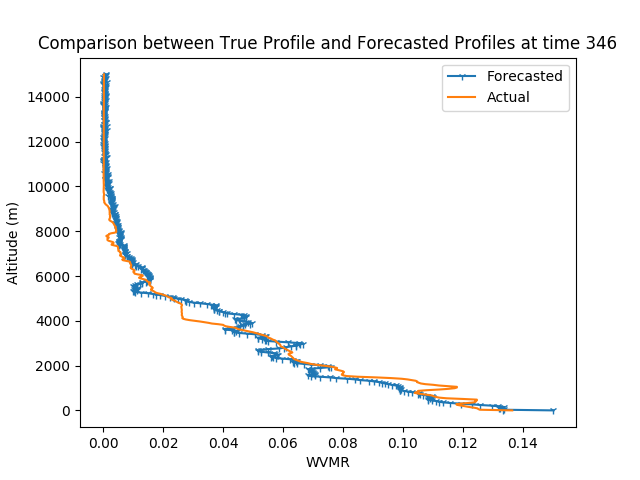 Comparison between True Profile and Forecasted Profiles at time 346
Forecasted
Actual
14000
12000
10000
8000
6000
4000
2000
0
Altitude (m)
0.00 0.02 0.04 0.06 0.08 0.10 0.12 0.14
WVMR